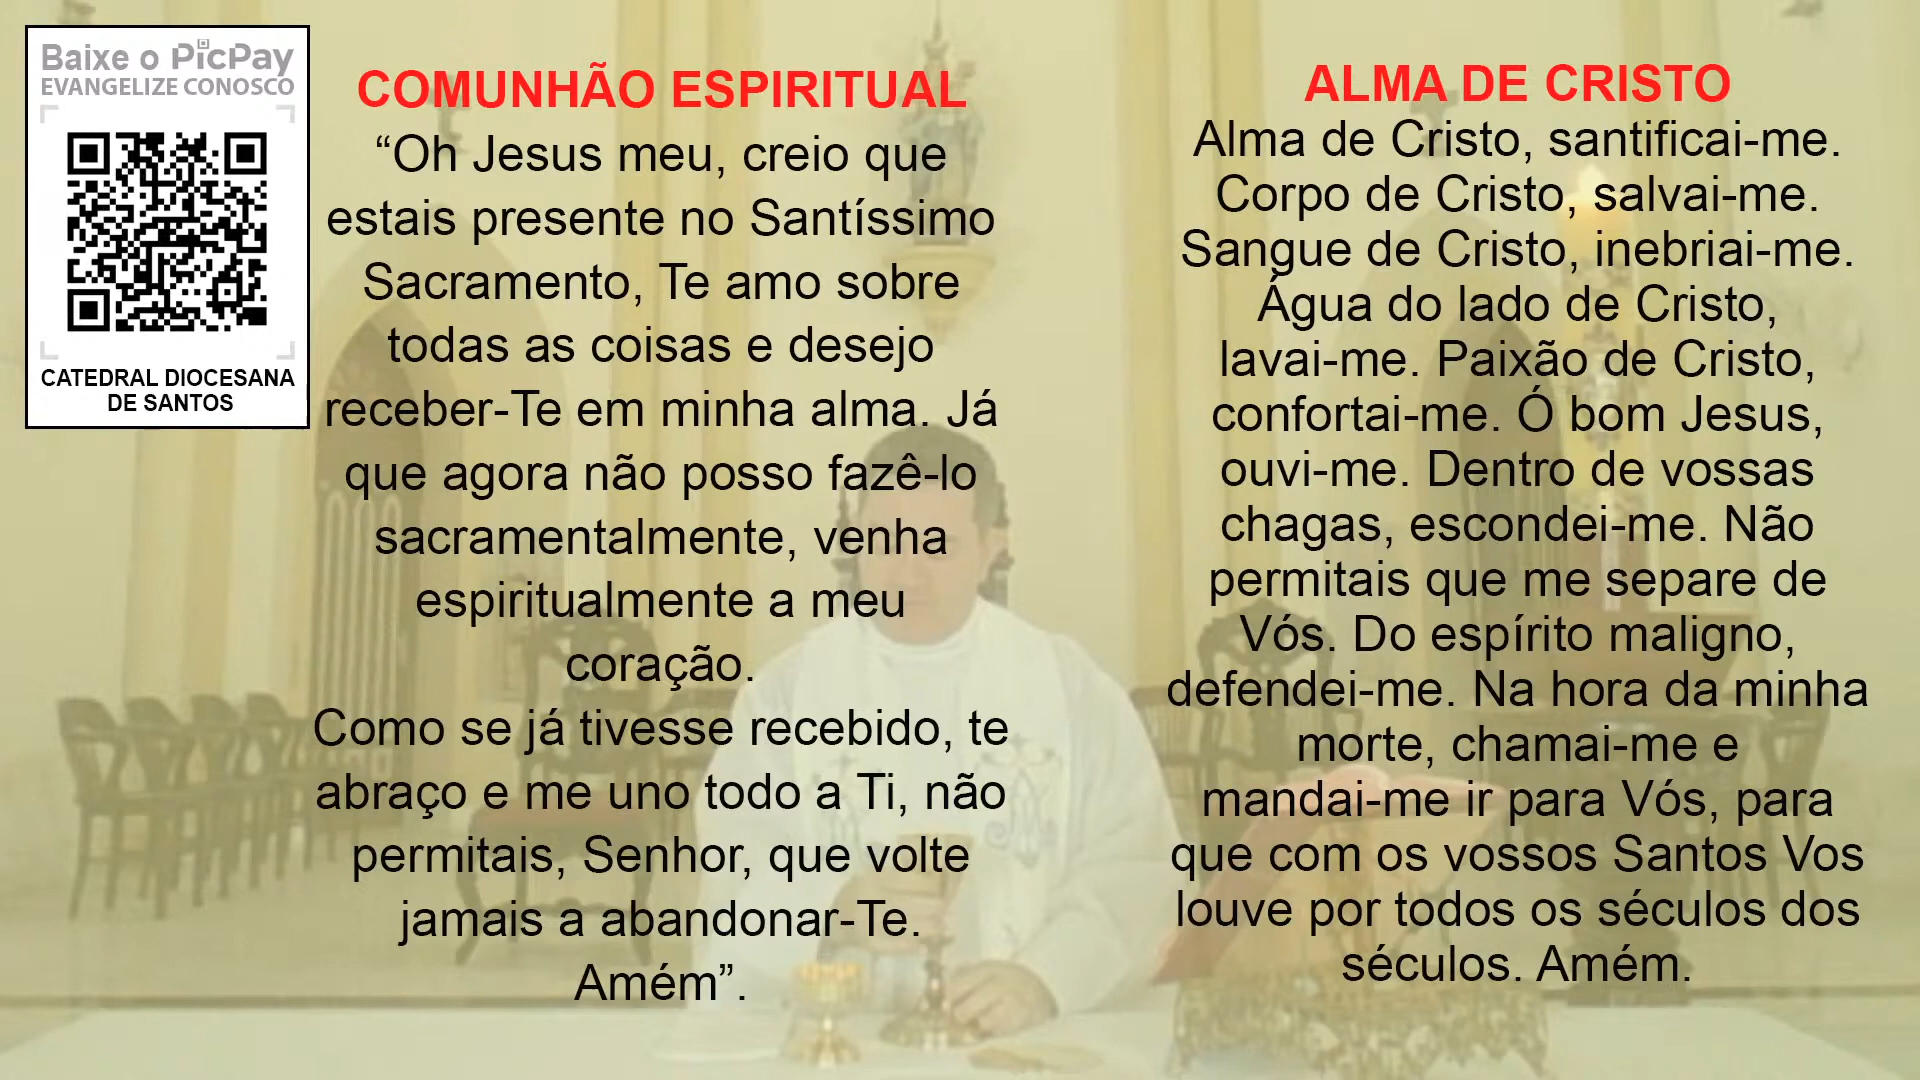 Baixe o PicPay
EVANGELIZE CONOSCO
CATEDRAL DIOCESANA
DE SANTOS
COMUNHÃO ESPIRITUAL
“Oh Jesus meu, creio que
estais presente no Santíssimo
Sacramento, Te amo sobre
todas as coisas e desejo
receber-Te em minha alma. Já
que agora não posso fazê-lo
sacramentalmente, venha
espiritualmente a meu
coração.
Como se já tivesse recebido, te
abraço e me uno todo a Ti, não
permitais, Senhor, que volte
jamais a abandonar-Te.
Amém”.
ALMA DE CRISTO
Alma de Cristo, santificai-me.
Corpo de Cristo, salvai-me.
Sangue de Cristo, inebriai-me.
Água do lado de Cristo,
lavai-me. Paixão de Cristo,
confortai-me. Ó bom Jesus,
ouvi-me. Dentro de vossas
chagas, escondei-me. Não
permitais que me separe de
Vós. Do espírito maligno,
defendei-me. Na hora da minha
morte, chamai-me e
mandai-me ir para Vós, para
que com os vossos Santos Vos
louve por todos os séculos dos
séculos. Amém.